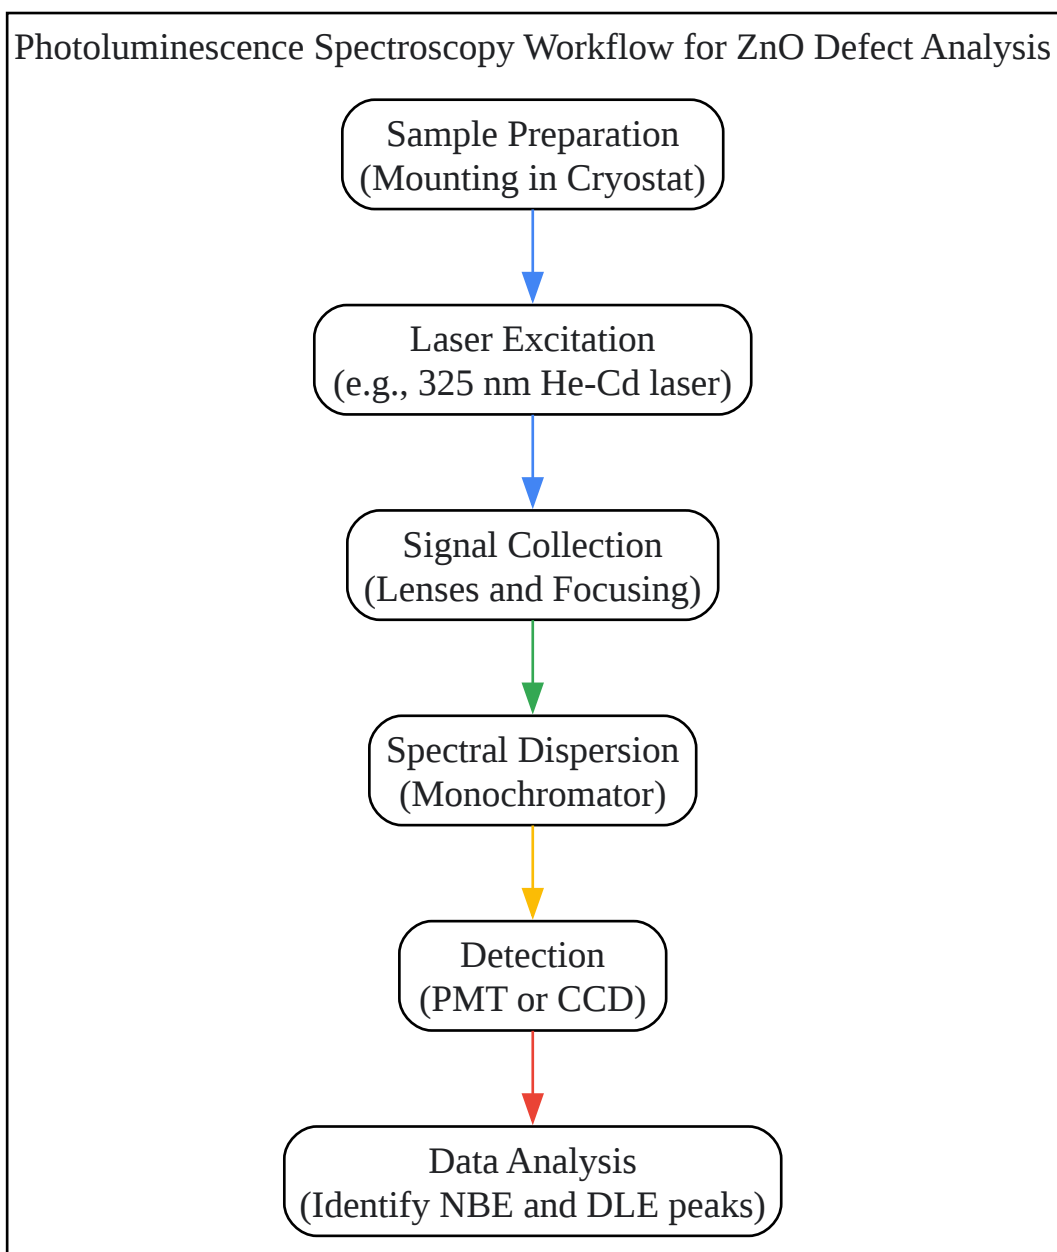 Photoluminescence Spectroscopy Workflow for ZnO Defect Analysis
Sample Preparation
(Mounting in Cryostat)
Laser Excitation
(e.g., 325 nm He-Cd laser)
Signal Collection
(Lenses and Focusing)
Spectral Dispersion
(Monochromator)
Detection
(PMT or CCD)
Data Analysis
(Identify NBE and DLE peaks)